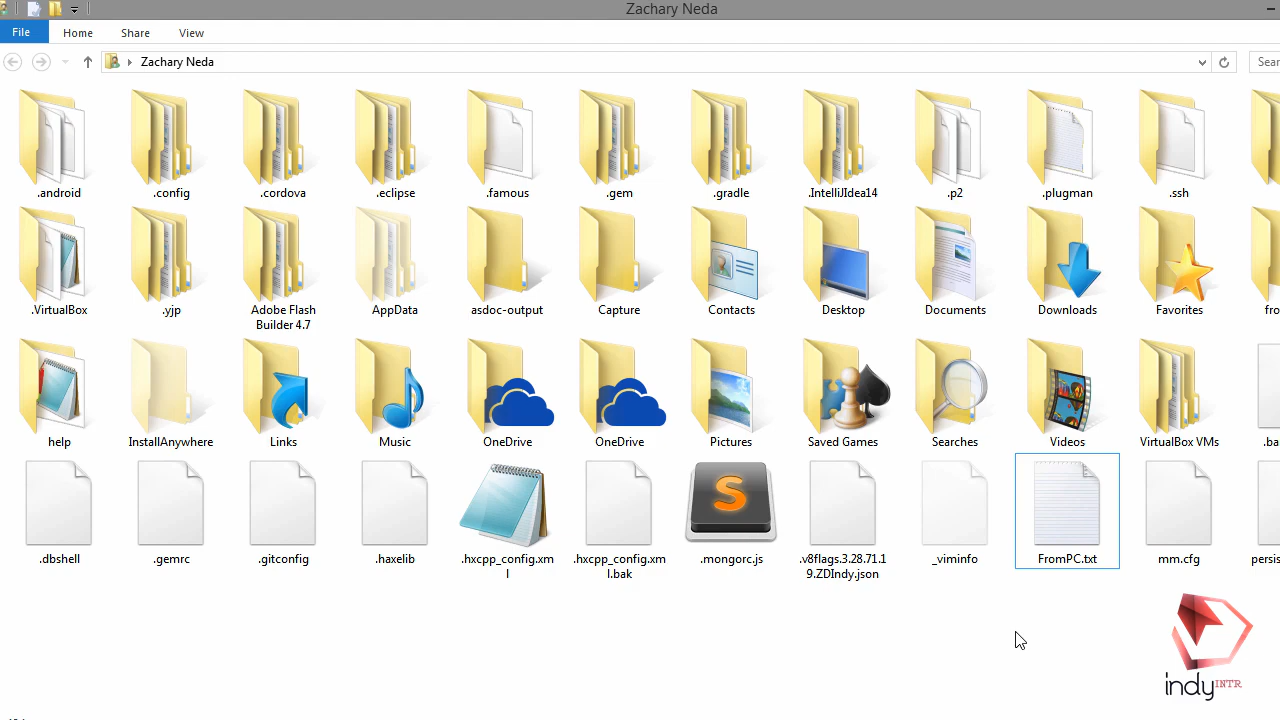 Zachary Neda
File Home Share View
Zachary Neda
Sear
.android .config .cordova .eclipse .famous .gem .gradle .IntelliJIdea14 .p2 .plugman .ssh
.VirtualBox .yjp Adobe Flash AppData asdoc-output Capture Contacts Desktop Documents Downloads Favorites fro
Builder 4.7
help InstallAnywhere Links Music OneDrive OneDrive Pictures Saved Games Searches Videos VirtualBox VMs .ba
.dbshell .gemrc .gitconfig .haxelib .hxcpp_config.xm .hxcpp_config.xm .mongorc.js .v8flags.3.28.71.1 _viminfo FromPC.txt mm.cfg persis
l l.bak 9.ZDIndy.json
indy INTR